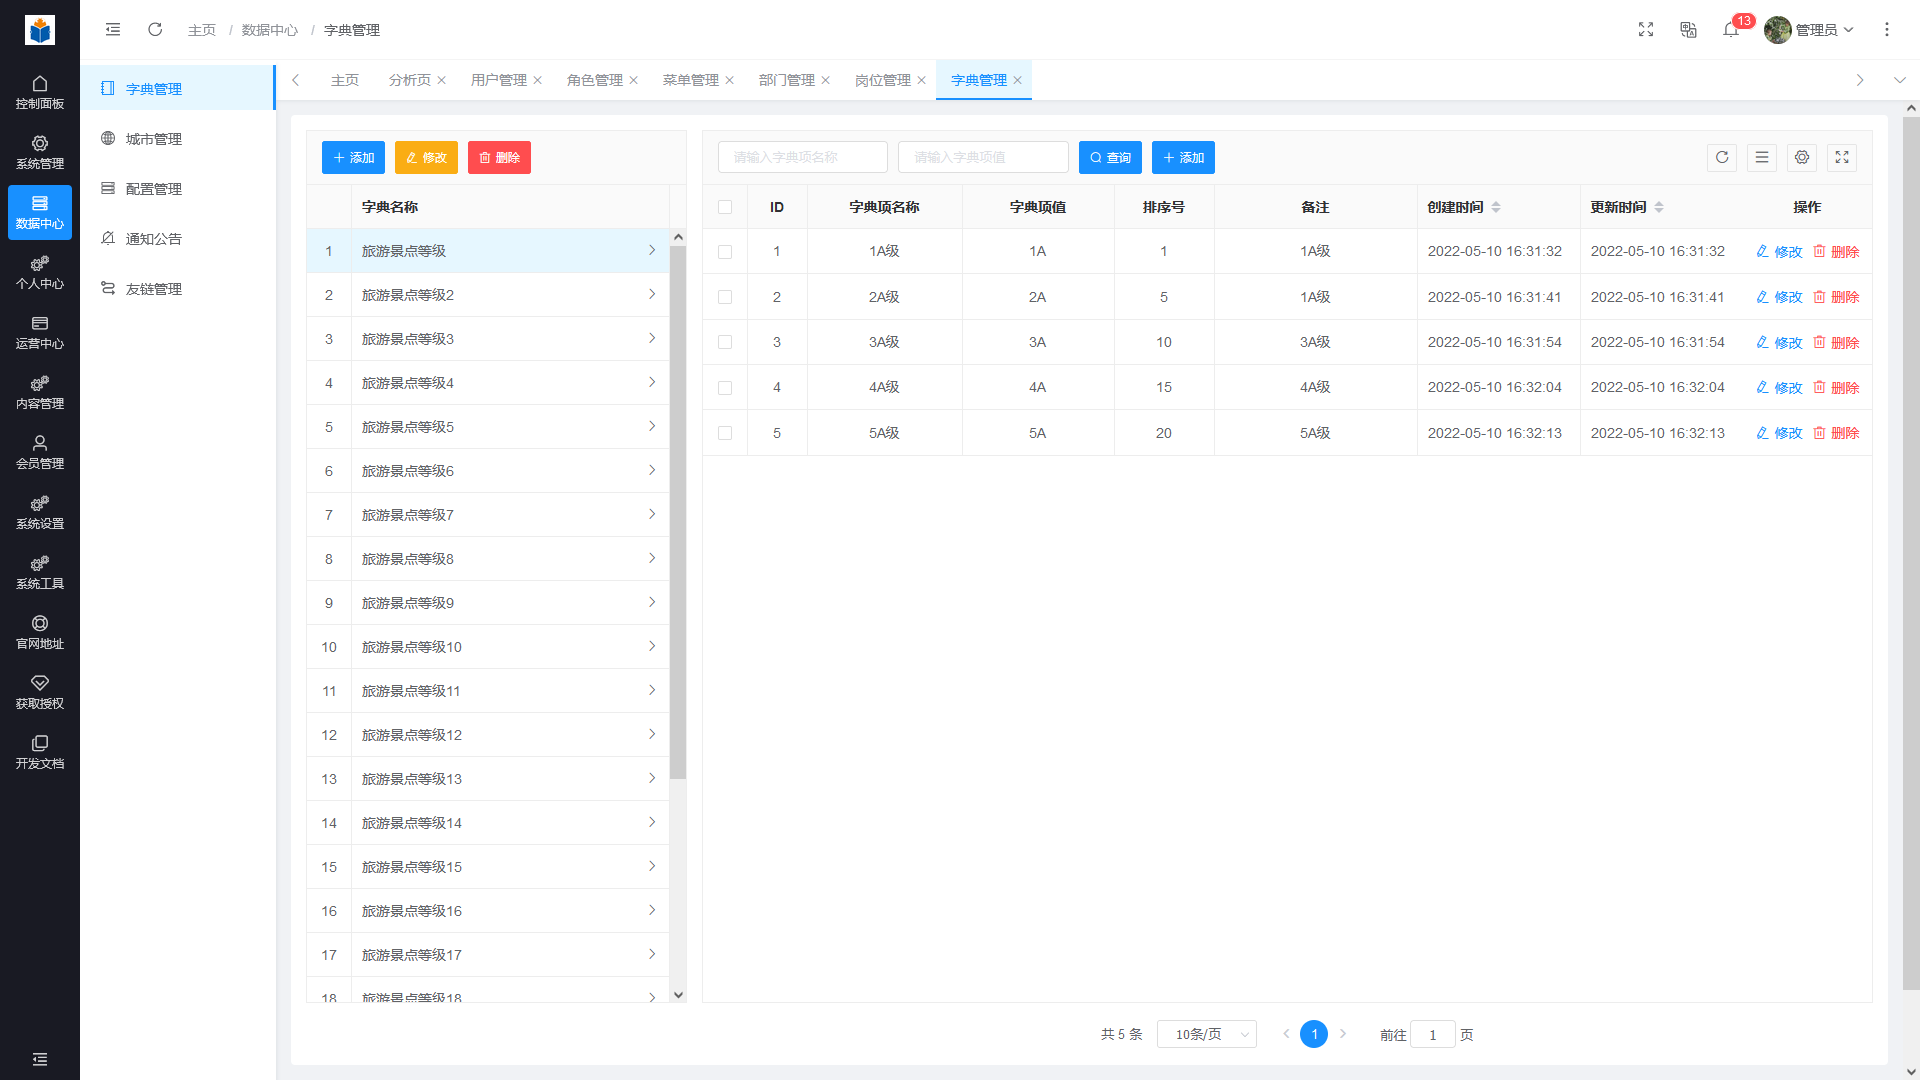 主页 / 数据中心 / 字典管理
13
管理员
控制面板
系统管理
数据中心
个人中心
运营中心
内容管理
会员管理
系统设置
系统工具
官网地址
获取授权
开发文档
字典管理
城市管理
配置管理
通知公告
友链管理
主页 分析页 用户管理 角色管理 菜单管理 部门管理 岗位管理 字典管理
添加 修改 删除
字典名称
1 旅游景点等级
2 旅游景点等级2
3 旅游景点等级3
4 旅游景点等级4
5 旅游景点等级5
6 旅游景点等级6
7 旅游景点等级7
8 旅游景点等级8
9 旅游景点等级9
10 旅游景点等级10
11 旅游景点等级11
12 旅游景点等级12
13 旅游景点等级13
14 旅游景点等级14
15 旅游景点等级15
16 旅游景点等级16
17 旅游景点等级17
18 旅游景点等级18
请输入字典项名称 请输入字典项值 查询 添加
ID 字典项名称 字典项值 排序号 备注 创建时间 更新时间 操作
1 1A级 1A 1 1A级 2022-05-10 16:31:32 2022-05-10 16:31:32 修改 删除
2 2A级 2A 5 1A级 2022-05-10 16:31:41 2022-05-10 16:31:41 修改 删除
3 3A级 3A 10 3A级 2022-05-10 16:31:54 2022-05-10 16:31:54 修改 删除
4 4A级 4A 15 4A级 2022-05-10 16:32:04 2022-05-10 16:32:04 修改 删除
5 5A级 5A 20 5A级 2022-05-10 16:32:13 2022-05-10 16:32:13 修改 删除
共 5 条 10条/页 1 前往 1 页